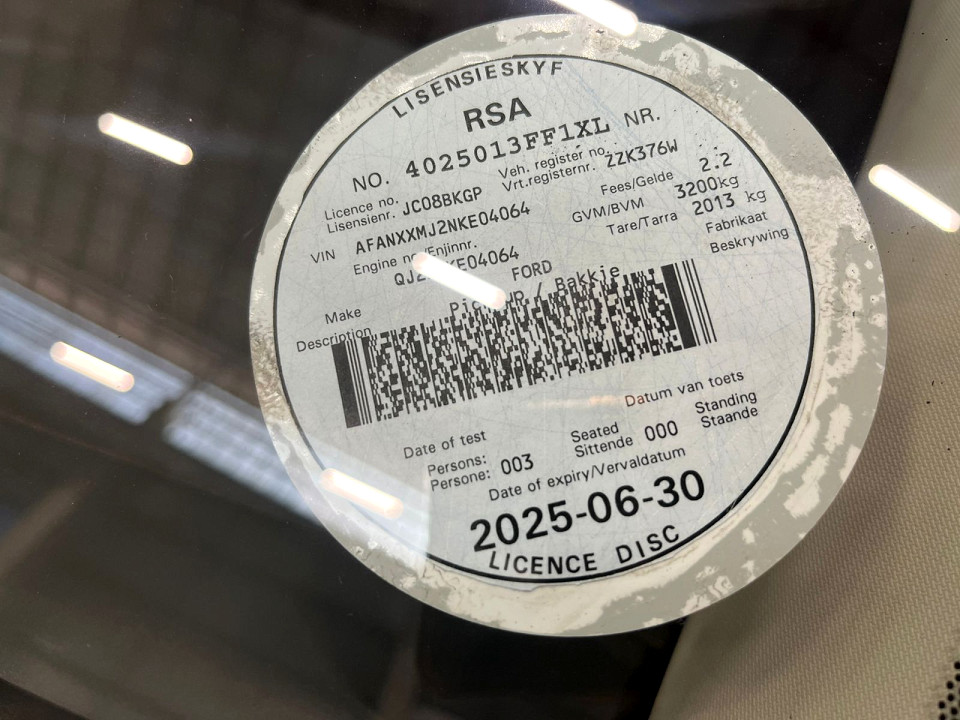 LISENSIESKYF
RSA
NO. 4025013FF1XL NR.
Licence no. Veh. register no.
Lisensienr. JC08BKGP Vrt.registernr. ZZK376W
VIN AFANXXMJ2NKE04064 Fees/Gelde 2.2
Engine no/Enjinnr. GVM/BVM 3200kg
KE04064 Tare/Tarra 2013 kg
Make FORD Fabrikaat
Description / Bakkie Beskrywing
Date of test Datum van toets
Persons: Seated Standing
Persone: 003 Sittende 000 Staande
Date of expiry/Vervaldatum
2025-06-30
LICENCE DISC